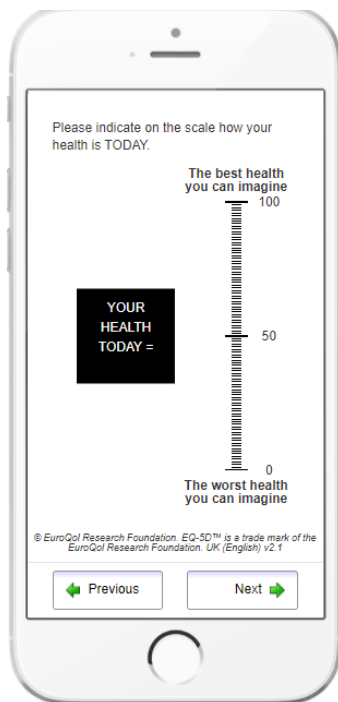 Please indicate on the scale how your
health is TODAY.
The best health
you can imagine
100
YOUR
HEALTH
TODAY =
50
0
The worst health
you can imagine
© EuroQol Research Foundation. EQ-5D™ is a trade mark of the
EuroQol Research Foundation. UK (English) v2.1
Previous
Next